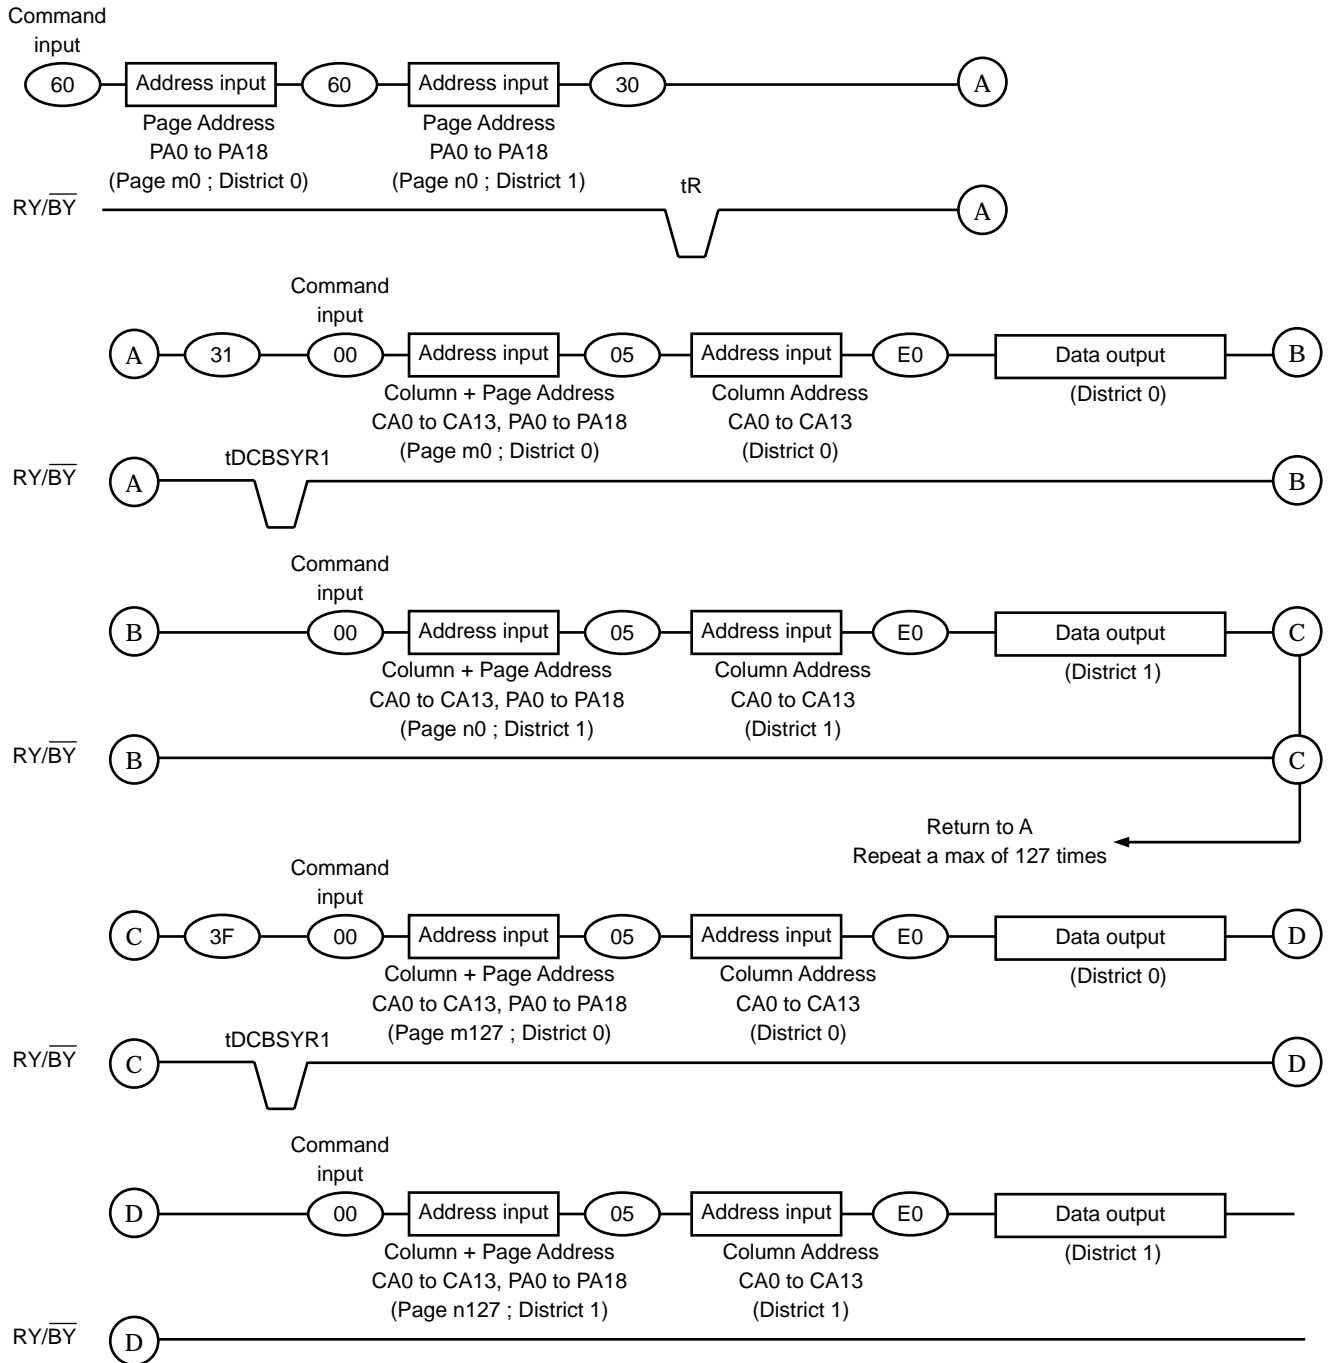 Command
input
60 Address input 60 Address input 30 A
Page Address Page Address
PA0 to PA18 PA0 to PA18
(Page m0 ; District 0) (Page n0 ; District 1)
tR
RY/BY A
Command
input
A 31 00 Address input 05 Address input E0 Data output B
Column + Page Address Column Address (District 0)
CA0 to CA13, PA0 to PA18 CA0 to CA13
(Page m0 ; District 0) (District 0)
tDCBSYR1
RY/BY A B
Command
input
B 00 Address input 05 Address input E0 Data output C
Column + Page Address Column Address (District 1)
CA0 to CA13, PA0 to PA18 CA0 to CA13
(Page n0 ; District 1) (District 1)
RY/BY B C
Return to A
Repeat a max of 127 times
Command
input
C 3F 00 Address input 05 Address input E0 Data output D
Column + Page Address Column Address (District 0)
CA0 to CA13, PA0 to PA18 CA0 to CA13
(Page m127 ; District 0) (District 0)
tDCBSYR1
RY/BY C D
Command
input
D 00 Address input 05 Address input E0 Data output
Column + Page Address Column Address (District 1)
CA0 to CA13, PA0 to PA18 CA0 to CA13
(Page n127 ; District 1) (District 1)
RY/BY D